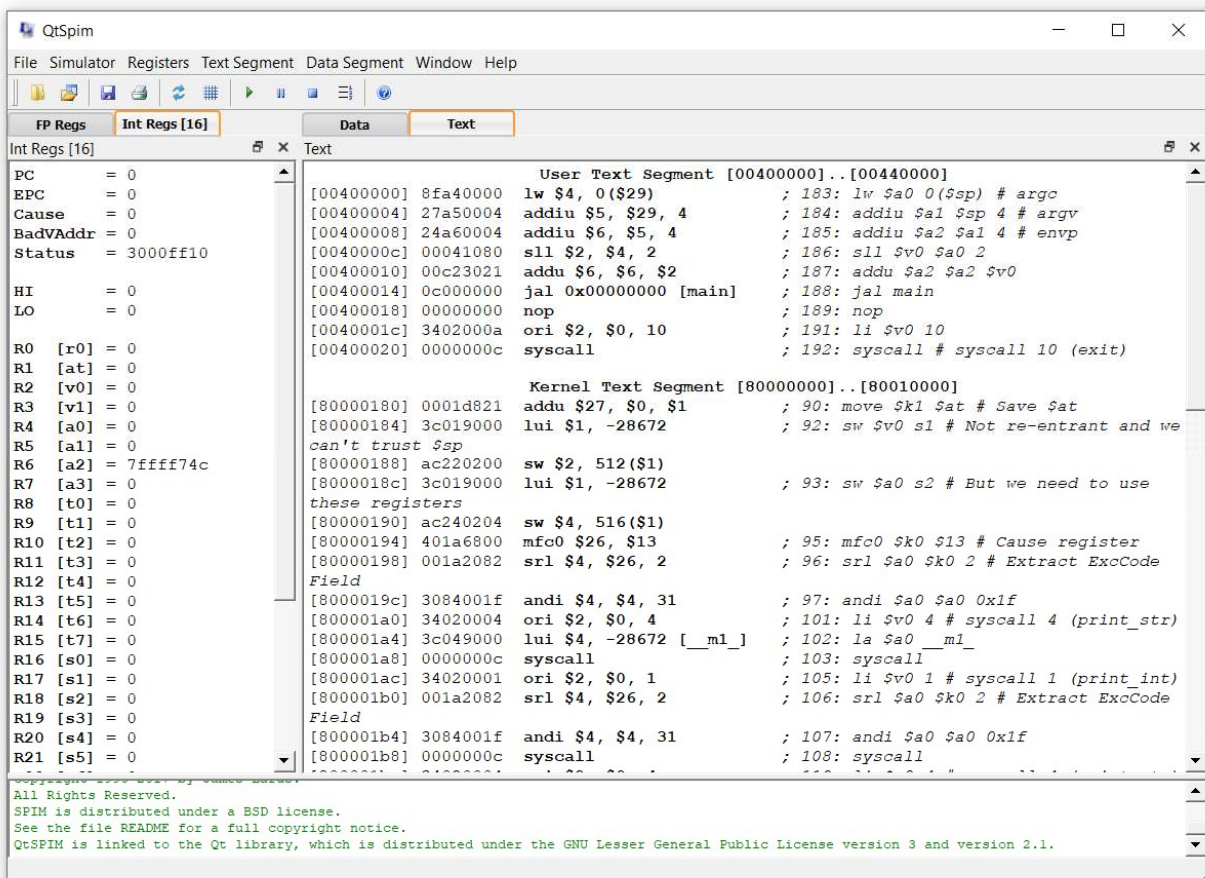 QtSpim
File Simulator Registers Text Segment Data Segment Window Help
FP Regs Int Regs [16] Data Text
Int Regs [16]
PC = 0
EPC = 0
Cause = 0
BadVAddr = 0
Status = 3000ff10
HI = 0
LO = 0
R0 [r0] = 0
R1 [at] = 0
R2 [v0] = 0
R3 [v1] = 0
R4 [a0] = 0
R5 [a1] = 0
R6 [a2] = 7ffff74c
R7 [a3] = 0
R8 [t0] = 0
R9 [t1] = 0
R10 [t2] = 0
R11 [t3] = 0
R12 [t4] = 0
R13 [t5] = 0
R14 [t6] = 0
R15 [t7] = 0
R16 [s0] = 0
R17 [s1] = 0
R18 [s2] = 0
R19 [s3] = 0
R20 [s4] = 0
R21 [s5] = 0
Text
User Text Segment [00400000]..[00440000]
[00400000] 8fa40000 lw $4, 0($29) ; 183: lw $a0 0($sp) # argc
[00400004] 27a50004 addiu $5, $29, 4 ; 184: addiu $a1 $sp 4 # argv
[00400008] 24a60004 addiu $6, $5, 4 ; 185: addiu $a2 $a1 4 # envp
[0040000c] 00041080 sll $2, $4, 2 ; 186: sll $v0 $a0 2
[00400010] 00c23021 addu $6, $6, $2 ; 187: addu $a2 $a2 $v0
[00400014] 0c000000 jal 0x00000000 [main] ; 188: jal main
[00400018] 00000000 nop ; 189: nop
[0040001c] 3402000a ori $2, $0, 10 ; 191: li $v0 10
[00400020] 0000000c syscall ; 192: syscall # syscall 10 (exit)
Kernel Text Segment [80000000]..[80010000]
[80000180] 0001d821 addu $27, $0, $1 ; 90: move $k1 $at # Save $at
[80000184] 3c019000 lui $1, -28672 ; 92: sw $v0 s1 # Not re-entrant and we
can't trust $sp
[80000188] ac220200 sw $2, 512($1)
[8000018c] 3c019000 lui $1, -28672 ; 93: sw $a0 s2 # But we need to use
these registers
[80000190] ac240204 sw $4, 516($1)
[80000194] 401a6800 mfc0 $26, $13 ; 95: mfc0 $k0 $13 # Cause register
[80000198] 001a2082 srl $4, $26, 2 ; 96: srl $a0 $k0 2 # Extract ExcCode
Field
[8000019c] 3084001f andi $4, $4, 31 ; 97: andi $a0 $a0 0x1f
[800001a0] 34020004 ori $2, $0, 4 ; 101: li $v0 4 # syscall 4 (print_str)
[800001a4] 3c049000 lui $4, -28672 [__m1_] ; 102: la $a0 __m1_
[800001a8] 0000000c syscall ; 103: syscall
[800001ac] 34020001 ori $2, $0, 1 ; 105: li $v0 1 # syscall 1 (print_int)
[800001b0] 001a2082 srl $4, $26, 2 ; 106: srl $a0 $k0 2 # Extract ExcCode
Field
[800001b4] 3084001f andi $4, $4, 31 ; 107: andi $a0 $a0 0x1f
[800001b8] 0000000c syscall ; 108: syscall
All Rights Reserved.
SPIM is distributed under a BSD license.
See the file README for a full copyright notice.
QtSPIM is linked to the Qt library, which is distributed under the GNU Lesser General Public License version 3 and version 2.1.